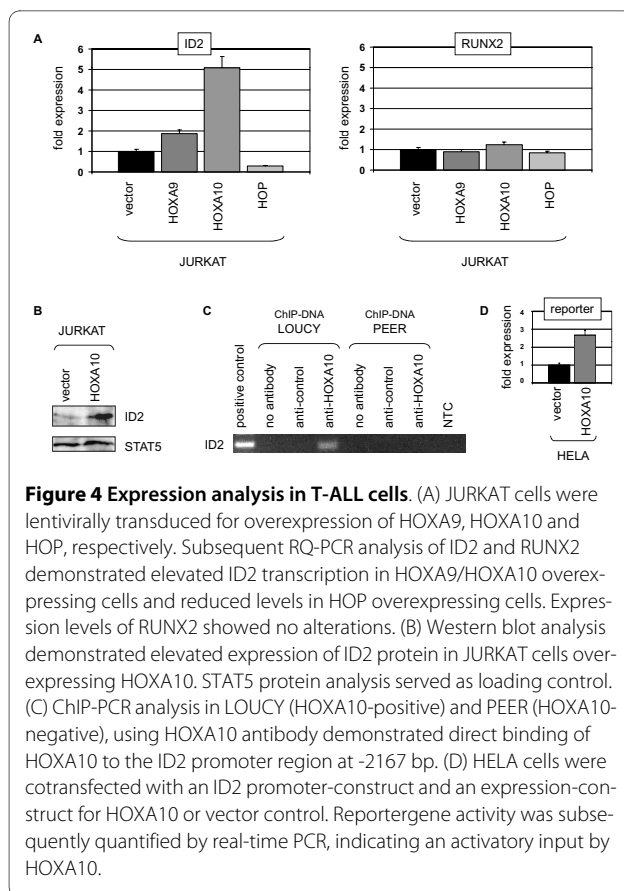 A
ID2
RUNX2
fold expression
6
5
4
3
2
1
0
vector
HOXA9
HOXA10
HOP
JURKAT
fold expression
6
5
4
3
2
1
0
vector
HOXA9
HOXA10
HOP
JURKAT
B
JURKAT
vector
HOXA10
ID2
STAT5
C
ChIP-DNA
LOUCY
ChIP-DNA
PEER
positive control
no antibody
anti-control
anti-HOXA10
no antibody
anti-control
anti-HOXA10
NTC
ID2
D
reporter
fold expression
4
3
2
1
0
vector
HOXA10
HELA
Figure 4 Expression analysis in T-ALL cells. (A) JURKAT cells were
lentivirally transduced for overexpression of HOXA9, HOXA10 and
HOP, respectively. Subsequent RQ-PCR analysis of ID2 and RUNX2
demonstrated elevated ID2 transcription in HOXA9/HOXA10 overex-
pressing cells and reduced levels in HOP overexpressing cells. Expres-
sion levels of RUNX2 showed no alterations. (B) Western blot analysis
demonstrated elevated expression of ID2 protein in JURKAT cells over-
expressing HOXA10. STAT5 protein analysis served as loading control.
(C) ChIP-PCR analysis in LOUCY (HOXA10-positive) and PEER (HOXA10-
negative), using HOXA10 antibody demonstrated direct binding of
HOXA10 to the ID2 promoter region at -2167 bp. (D) HELA cells were
cotransfected with an ID2 promoter-construct and an expression-con-
struct for HOXA10 or vector control. Reportergene activity was subse-
quently quantified by real-time PCR, indicating an activatory input by
HOXA10.